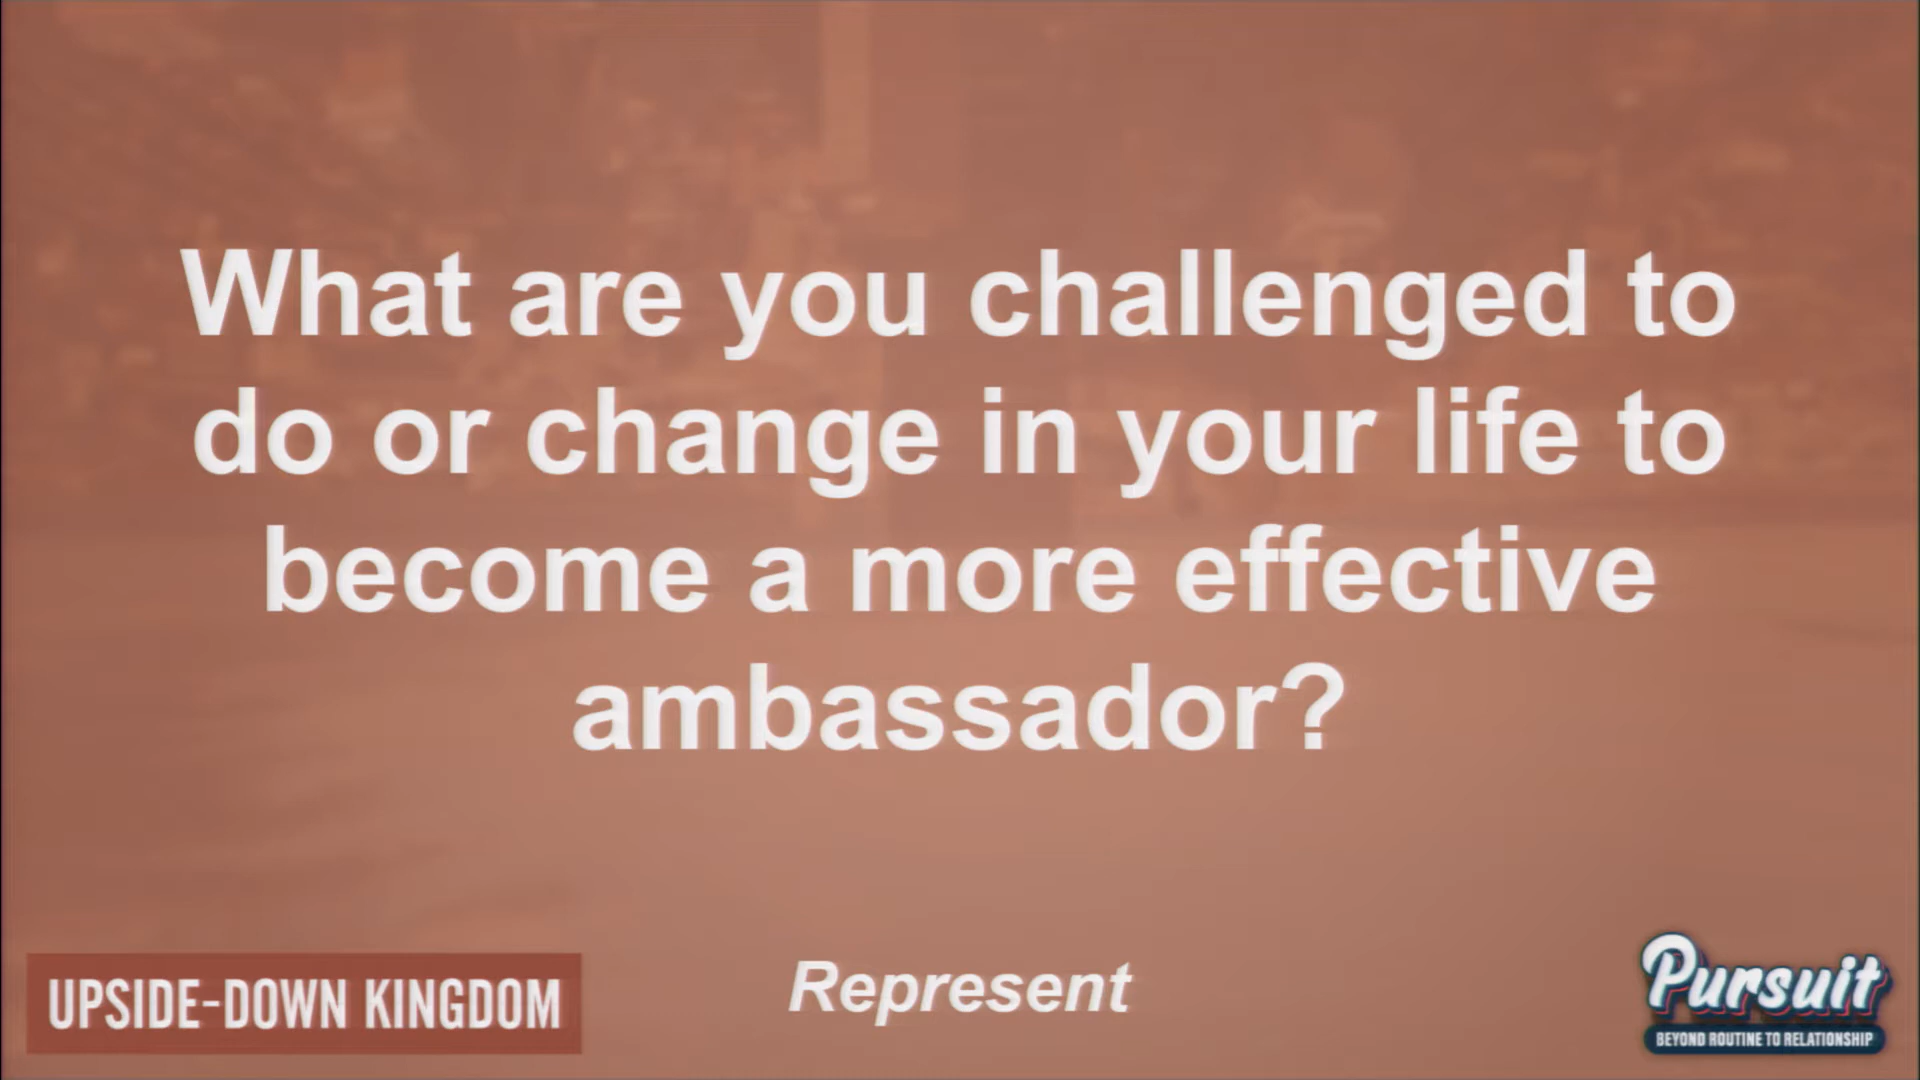 What are you challenged to
do or change in your life to
become a more effective
ambassador?
UPSIDE-DOWN KINGDOM
Represent
Pursuit
BEYOND ROUTINE TO RELATIONSHIP